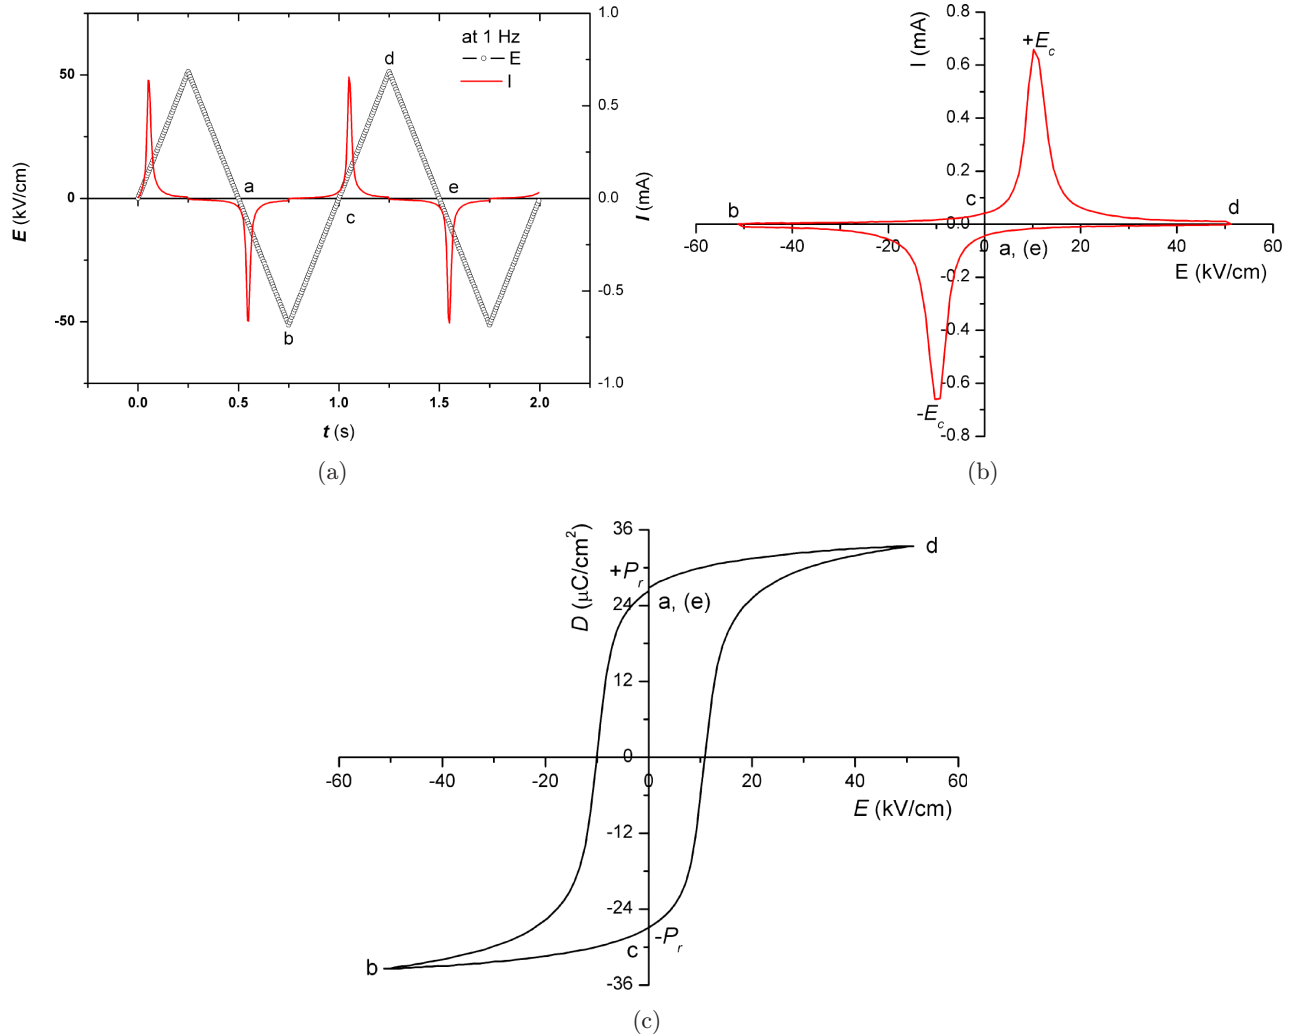 at 1 Hz
E
I
1.0
0.5
0.0
-0.5
-1.0
50
0
-50
E (kV/cm)
I (mA)
d
a
e
c
b
0.0
0.5
1.0
1.5
2.0
t (s)
(a)
I (mA)
0.8
0.6
0.4
0.2
0.0
-0.2
-0.4
-0.6
-0.8
+Ec
c
b
d
-60
-40
-20
0
20
40
60
a, (e)
E (kV/cm)
-Ec
(b)
D (μC/cm2)
36
24
12
0
-12
-24
-36
+Pr
d
a, (e)
-60
-40
-20
0
20
40
60
E (kV/cm)
-Pr
c
b
(c)